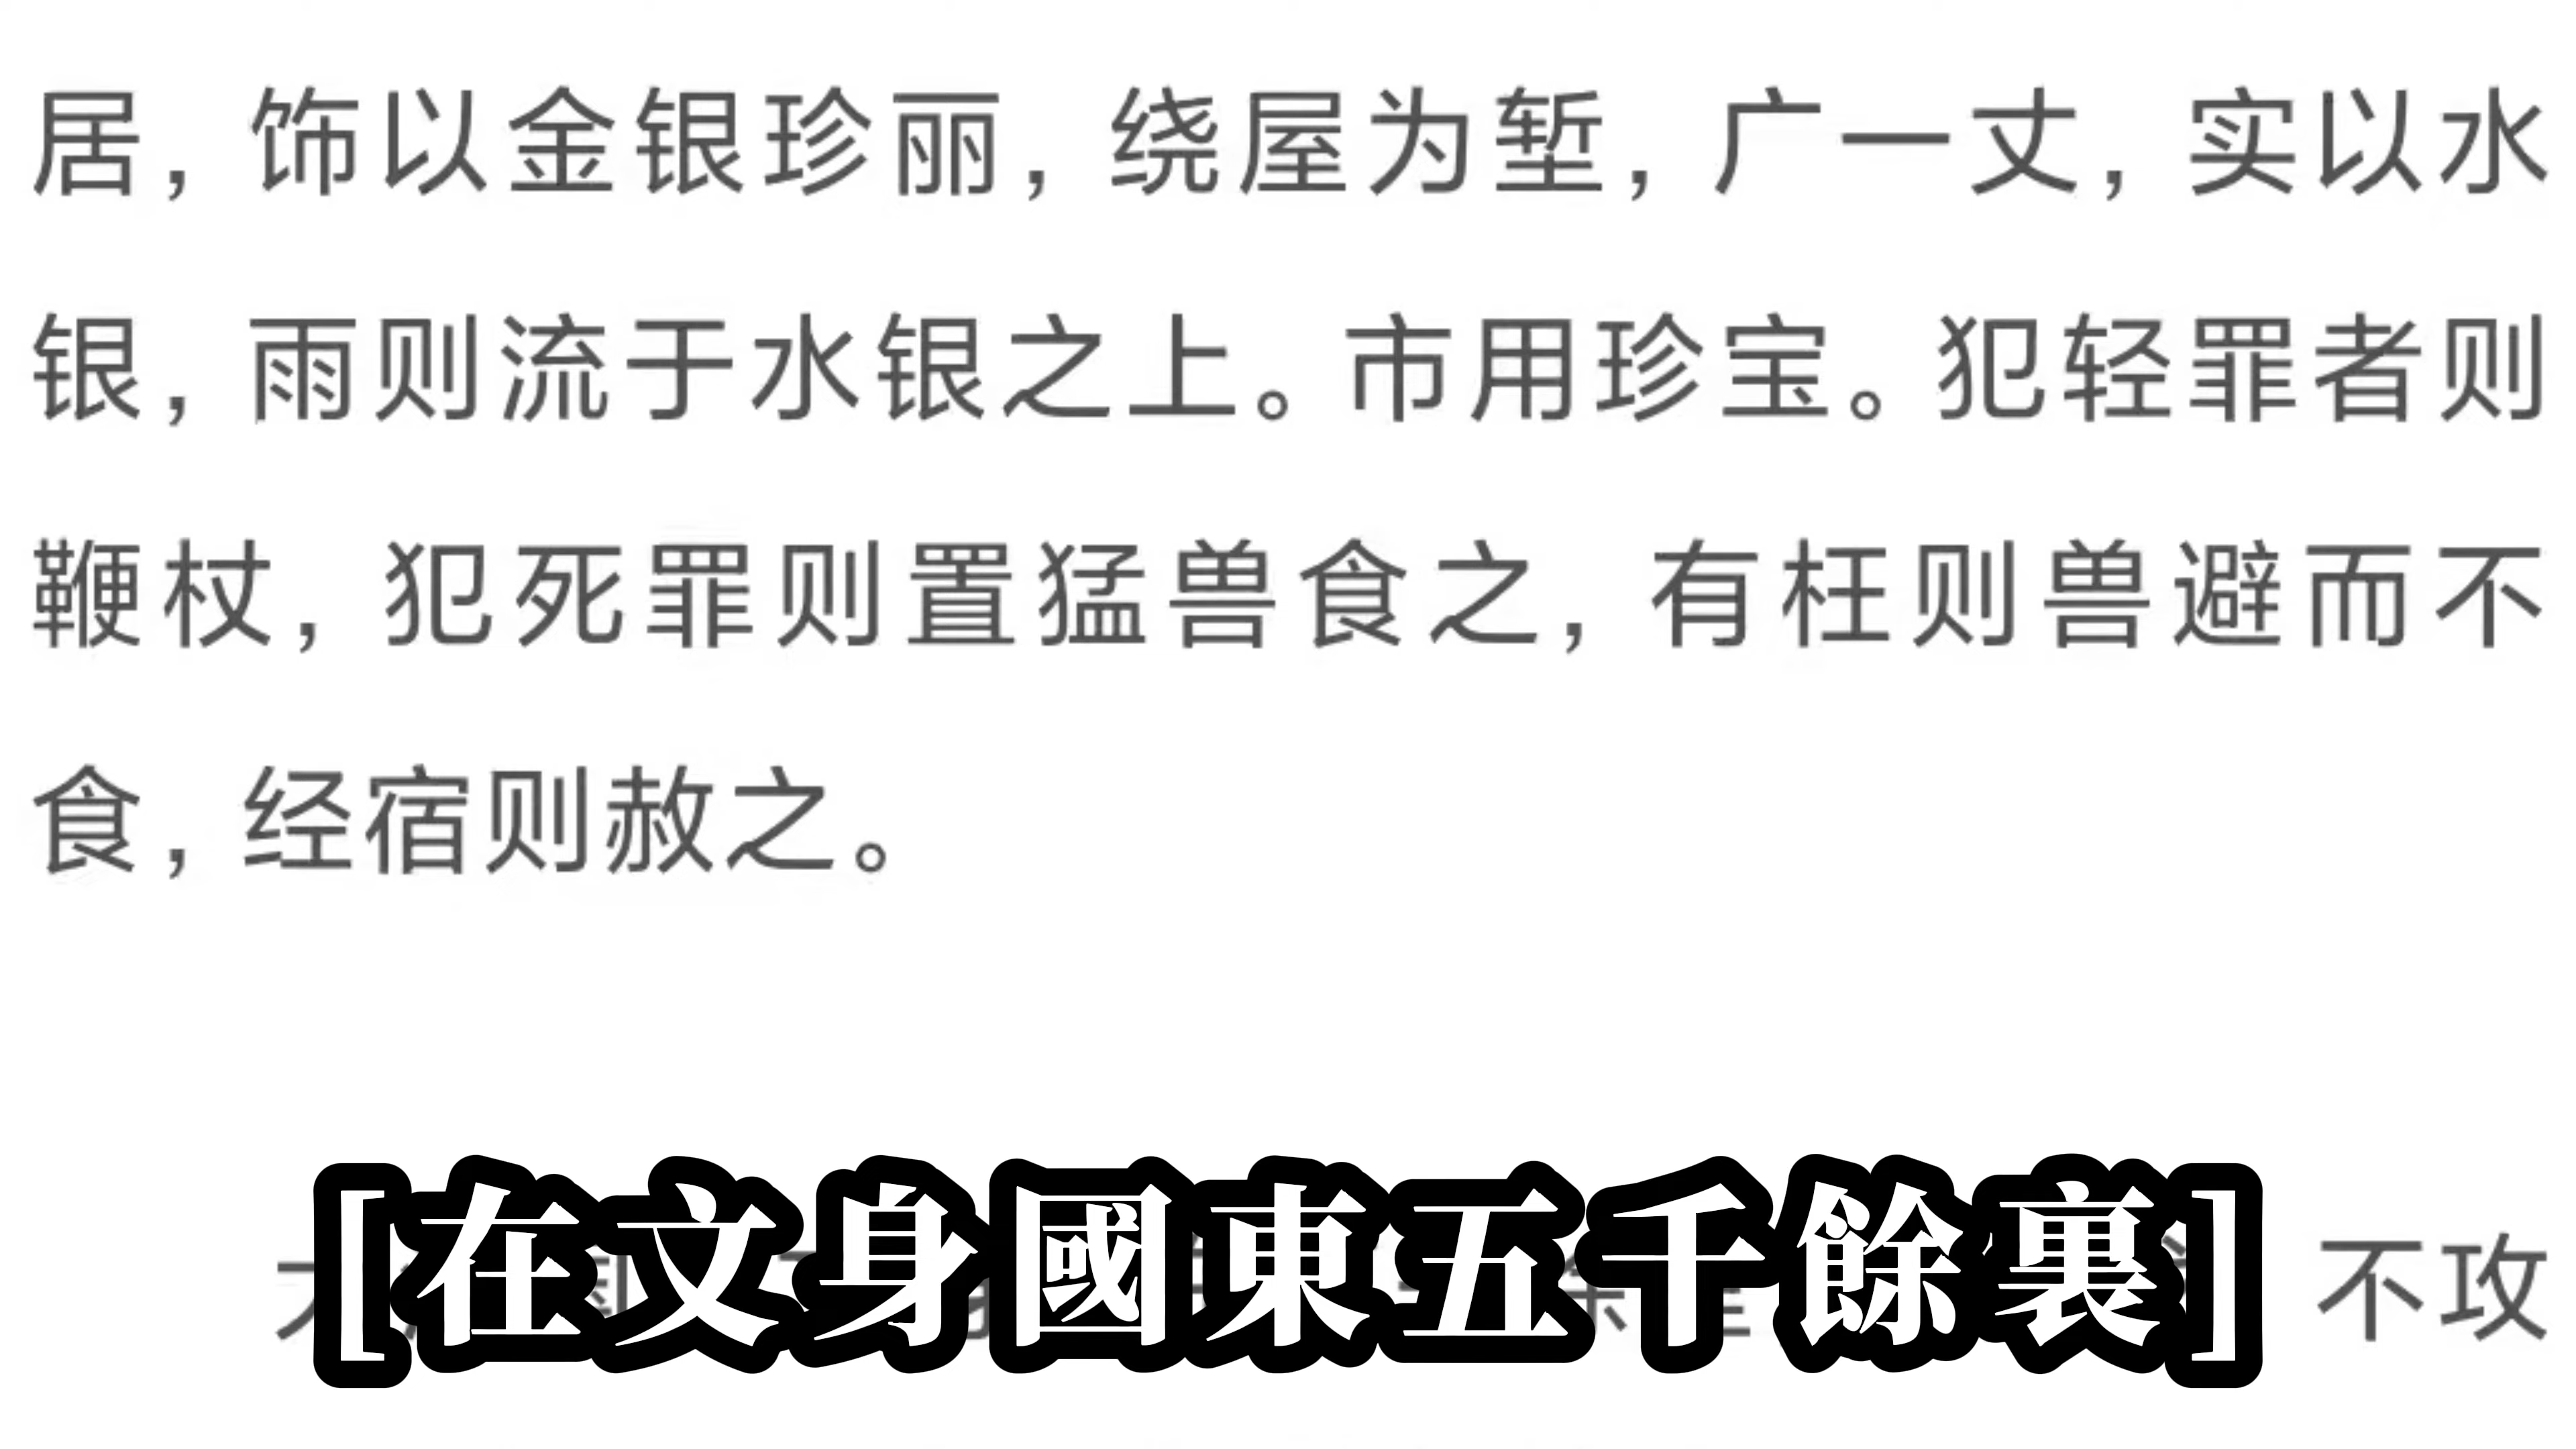 居，饰以金银珍丽，绕屋为堑，广一丈，实以水
银，雨则流于水银之上。市用珍宝。犯轻罪者则
鞭杖，犯死罪则置猛兽食之，有枉则兽避而不
食，经宿则赦之。
不攻
[在文身國東五千餘裏]